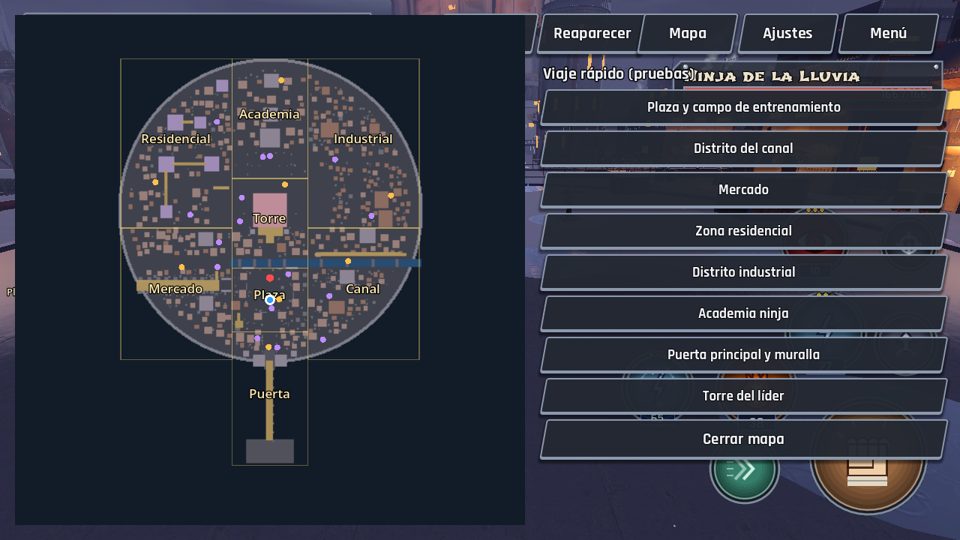 Reaparecer
Mapa
Ajustes
Menú
Viaje rápido (pruebas)
NINJA DE LA LLUVIA
Plaza y campo de entrenamiento
Distrito del canal
Mercado
Zona residencial
Distrito industrial
Academia ninja
Puerta principal y muralla
Torre del líder
Cerrar mapa
Academia
Residencial
Industrial
Torre
Mercado
Plaza
Canal
Puerta